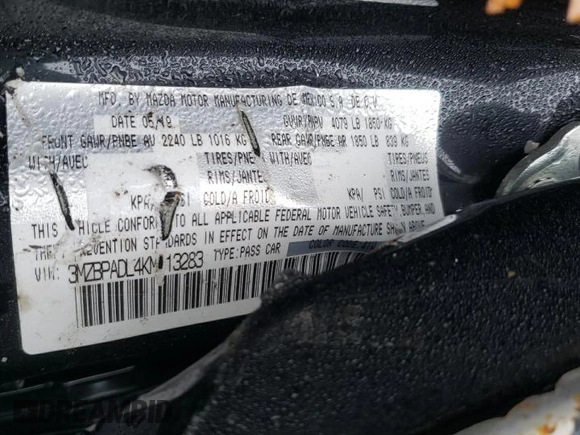 MFD. BY MAZDA MOTOR MANUFACTURING DE MEXICO S.A. DE C.V.
DATE 05/19 GVWR/PNBV 4079 LB 1850 KG
FRONT GAWR/PNBE AV 2240 LB 1016 KG REAR GAWR/PNBE AR 1850 LB 839 KG
WITH/AVEC TIRES/PNE WITH/AVEC TIRES/PNEUS
RIMS/JANTES RIMS/JANTES
KPA/ PSI COLD/A FROID KPA/ PSI COLD/A FROID
THIS VEHICLE CONFORMS TO ALL APPLICABLE FEDERAL MOTOR VEHICLE SAFETY, BUMPER, AND
THEFT PREVENTION STANDARDS IN EFFECT ON THE DATE OF MANUFACTURE SHOWN ABOVE.
VIN: 3MZBPADL4KM 13283 TYPE: PASS CAR COLOR CODE:
DREAMBID